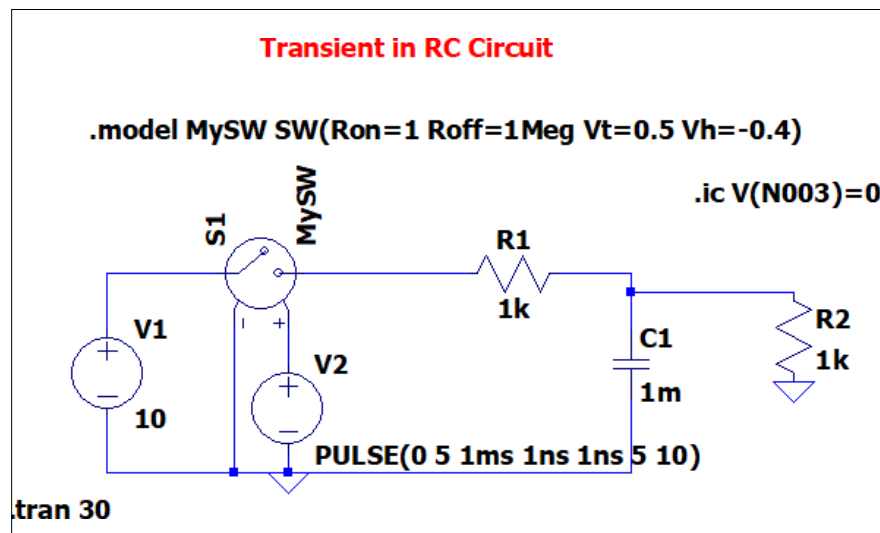 Transient in RC Circuit
.model MySW SW(Ron=1 Roff=1Meg Vt=0.5 Vh=-0.4)
.ic V(N003)=0
S1
MySW
R1
1k
V1
10
V2
PULSE(0 5 1ms 1ns 1ns 5 10)
C1
1m
R2
1k
.tran 30